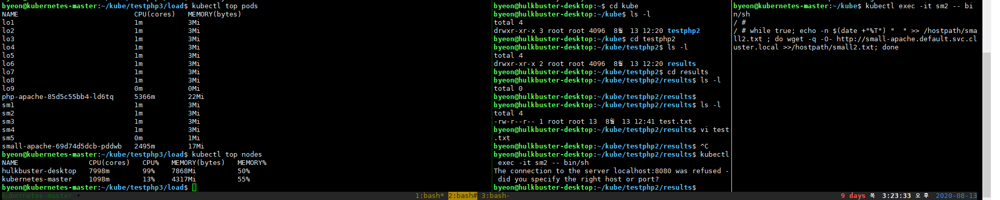 byeon@kubernetes-master:~/kube/testphp3/load$ kubectl top pods
NAME                            CPU(cores)   MEMORY(bytes)
lo1                             1m           3Mi
lo2                             1m           3Mi
lo3                             1m           3Mi
lo4                             1m           3Mi
lo5                             1m           3Mi
lo6                             1m           3Mi
lo7                             1m           3Mi
lo8                             1m           3Mi
lo9                             0m           0Mi
php-apache-85d5c55bb4-ld6tq     5366m        22Mi
sm1                             1m           3Mi
sm2                             1m           3Mi
sm3                             1m           3Mi
sm4                             1m           3Mi
sm5                             0m           1Mi
small-apache-69d74d5dcb-pddwb   2495m        17Mi
byeon@kubernetes-master:~/kube/testphp3/load$ kubectl top nodes
NAME                 CPU(cores)   CPU%   MEMORY(bytes)   MEMORY%
hulkbuster-desktop   7998m        99%    7868Mi          50%
kubernetes-master    1098m        13%    4317Mi          55%
byeon@kubernetes-master:~/kube/testphp3/load$
byeon@hulkbuster-desktop:~$ cd kube
byeon@hulkbuster-desktop:~/kube$ ls -l
total 4
drwxr-xr-x 3 root root 4096  8월  13 12:20 testphp2
byeon@hulkbuster-desktop:~/kube$ cd testphp2
byeon@hulkbuster-desktop:~/kube/testphp2$ ls -l
total 4
drwxr-xr-x 2 root root 4096  8월  13 12:20 results
byeon@hulkbuster-desktop:~/kube/testphp2$ cd results
byeon@hulkbuster-desktop:~/kube/testphp2/results$ ls -l
total 0
byeon@hulkbuster-desktop:~/kube/testphp2/results$
byeon@hulkbuster-desktop:~/kube/testphp2/results$ ls -l
total 4
-rw-r--r-- 1 root root 13  8월  13 12:41 test.txt
byeon@hulkbuster-desktop:~/kube/testphp2/results$ vi test
.txt
byeon@hulkbuster-desktop:~/kube/testphp2/results$ ^C
byeon@hulkbuster-desktop:~/kube/testphp2/results$ kubectl
 exec -it sm2 -- bin/sh
The connection to the server localhost:8080 was refused -
 did you specify the right host or port?
byeon@hulkbuster-desktop:~/kube/testphp2/results$
byeon@kubernetes-master:~/kube$ kubectl exec -it sm2 -- bi
n/sh
/ #
/ # while true; echo -n $(date +"%T") "  " >> /hostpath/sma
ll2.txt ; do wget -q -O- http://small-apache.default.svc.cl
uster.local >>/hostpath/small2.txt; done
kubernetes-master • 1:bash* 2:bash# 3:bash- 9 days 목 3:23:33 오후 2020-08-13